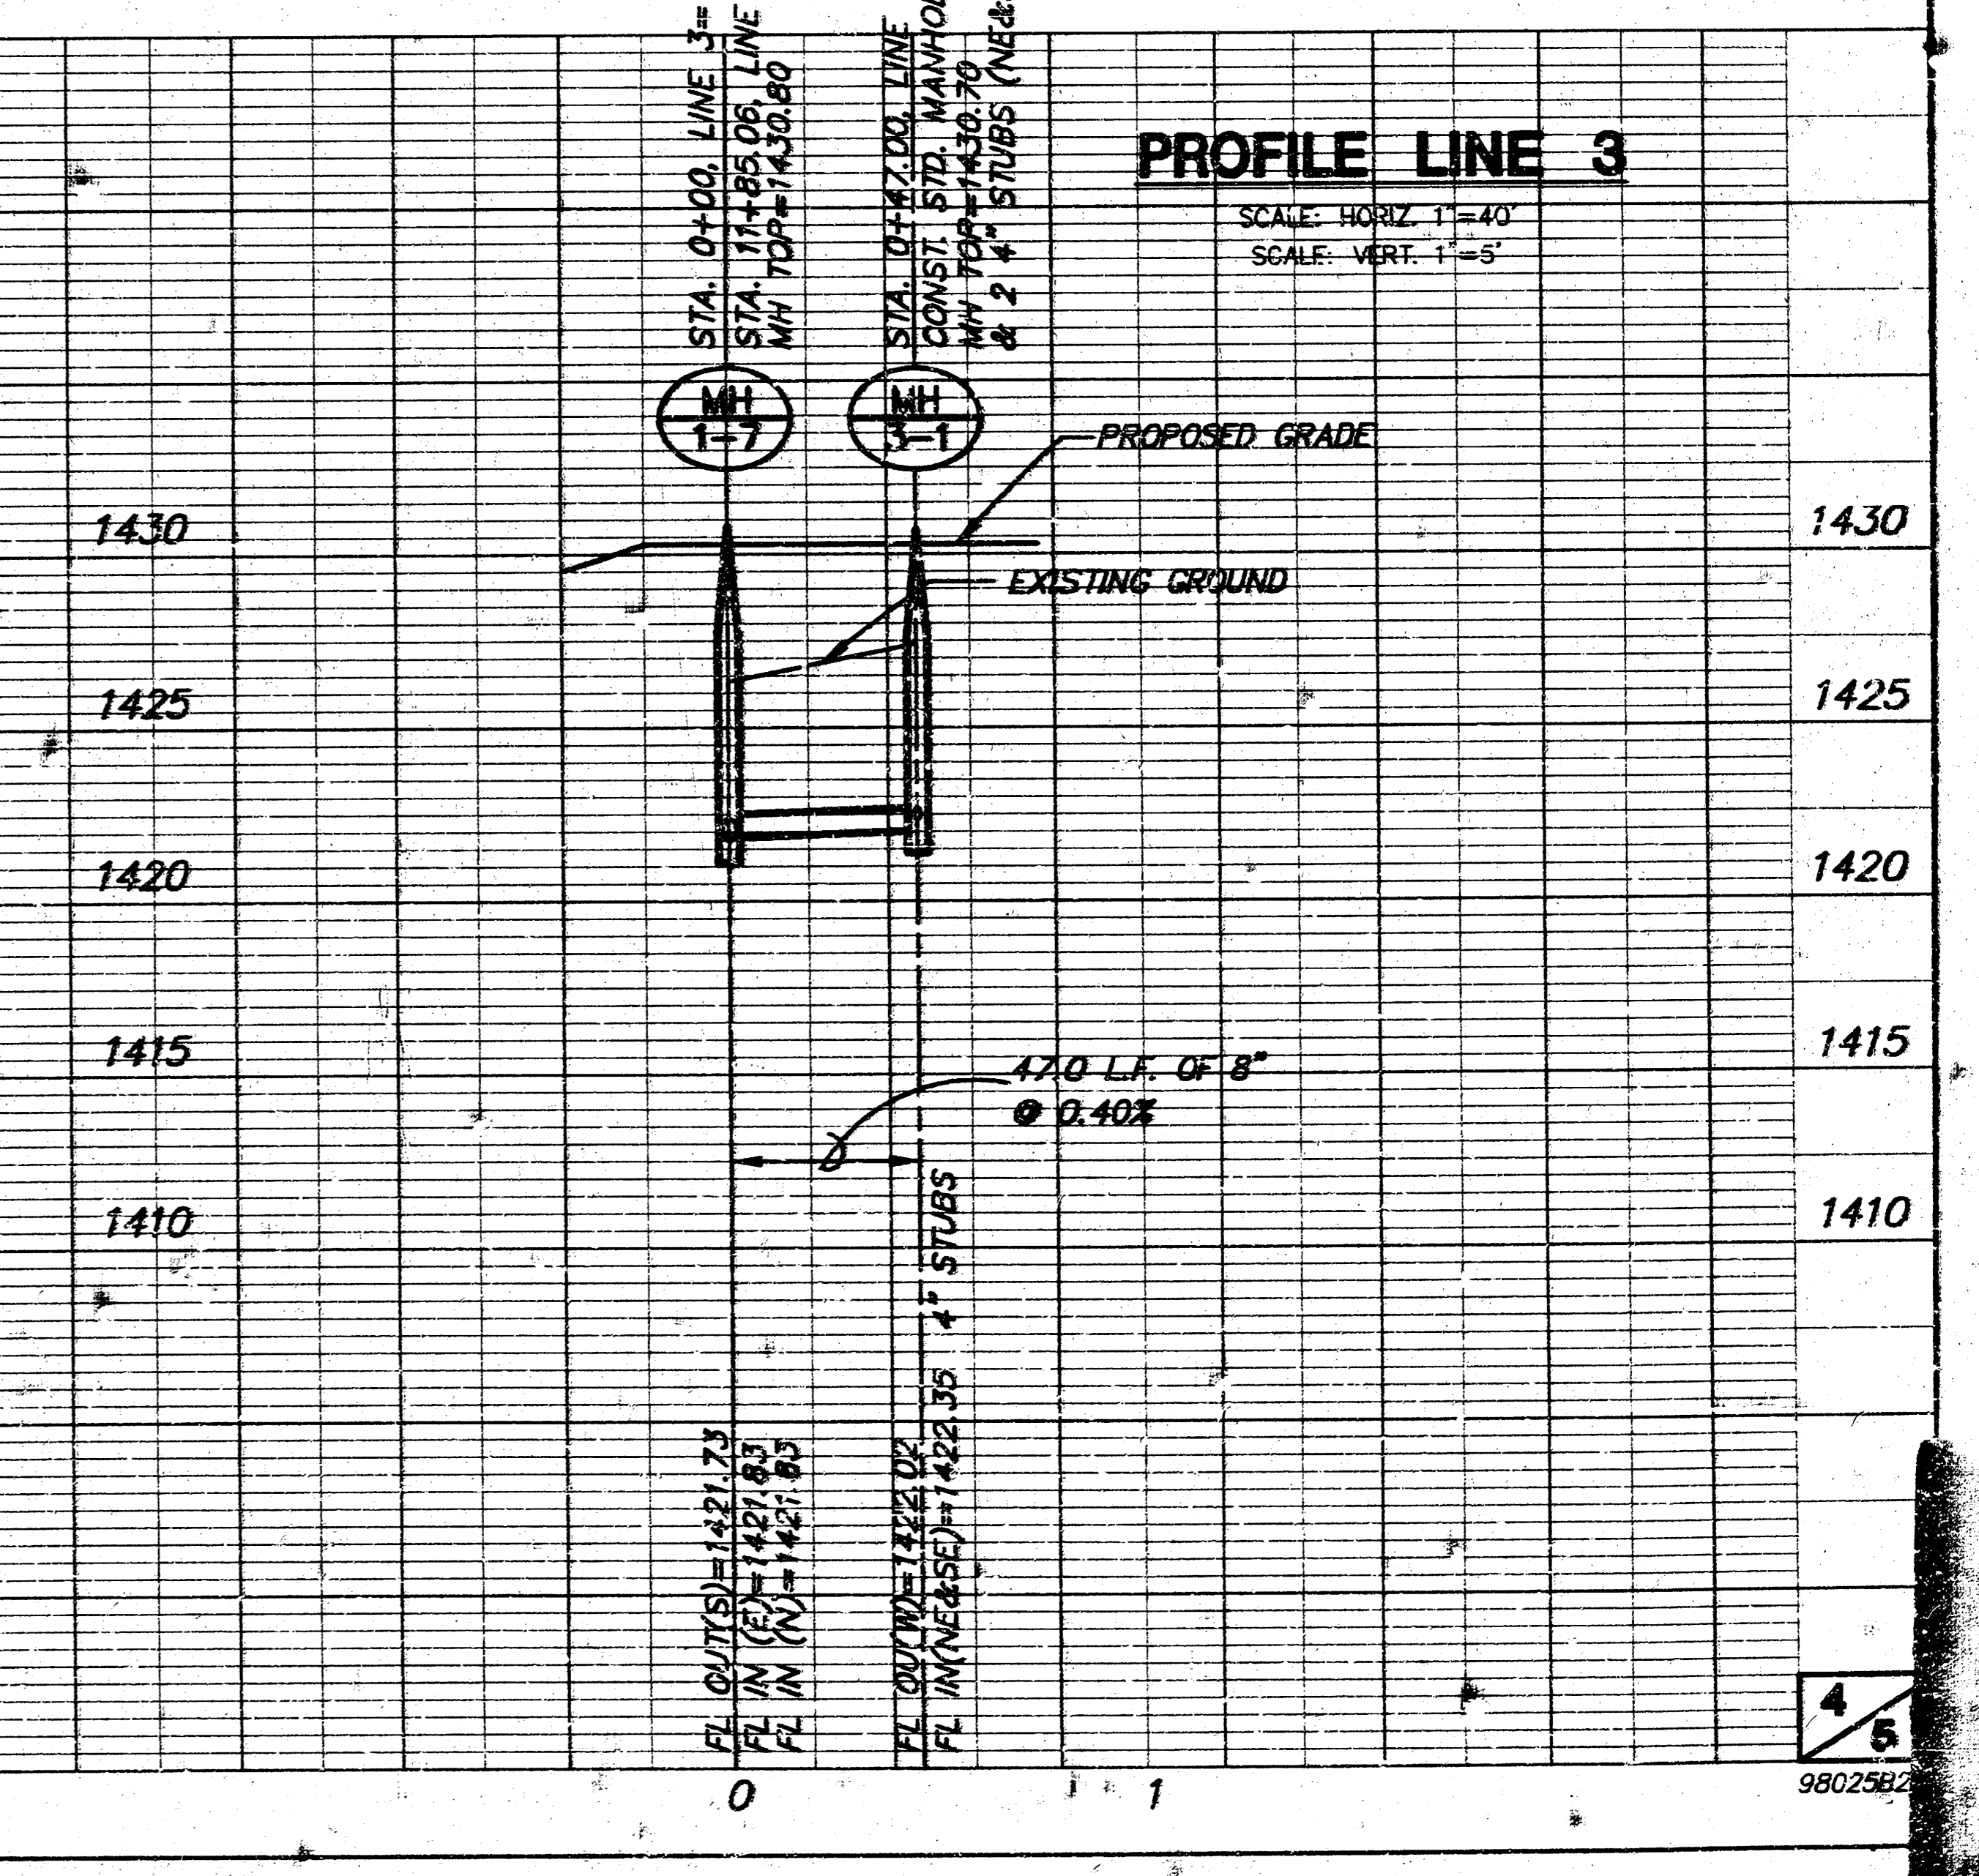 STA. 0+00, LINE 3=
STA. 11+85.06, LINE
MH TOP=1430.80
STA. 0+47.00, LINE
CONST. STD.
MH TOP=1430.70
& 2 4" STUBS
PROFILE LINE 3
SCALE: HORIZ. 1"=40'
SCALE: VERT. 1"=5'
MH
1-7
MH
3-1
PROPOSED GRADE
1430
1430
EXISTING GROUND
1425
1425
1420
1420
1415
1415
47.0 L.F. OF 8"
@ 0.40%
1410
1410
FL OUT(S)=1421.73
FL IN (E)=1421.83
FL IN (N)=1421.83
FL OUT(W)=1422.02
FL IN(NE&SE)=1422.35 4" STUBS
4
5
98025B2
0
1